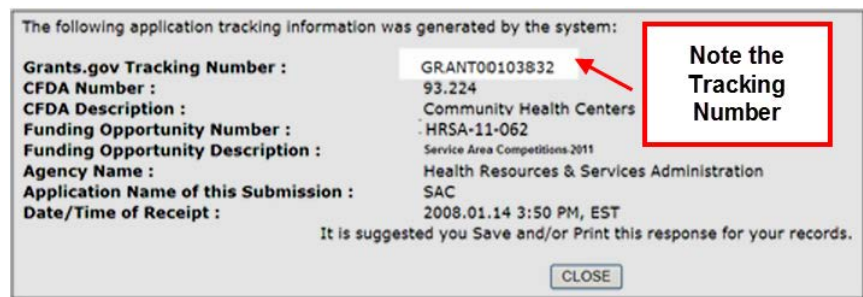 The following application tracking information was generated by the system:
Grants.gov Tracking Number : GRANT00103832
CFDA Number : 93.224
CFDA Description : Community Health Centers
Funding Opportunity Number : HRSA-11-062
Funding Opportunity Description : Service Area Competitions-2011
Agency Name : Health Resources & Services Administration
Application Name of this Submission : SAC
Date/Time of Receipt : 2008.01.14 3:50 PM, EST
It is suggested you Save and/or Print this response for your records.
CLOSE
Note the
Tracking
Number